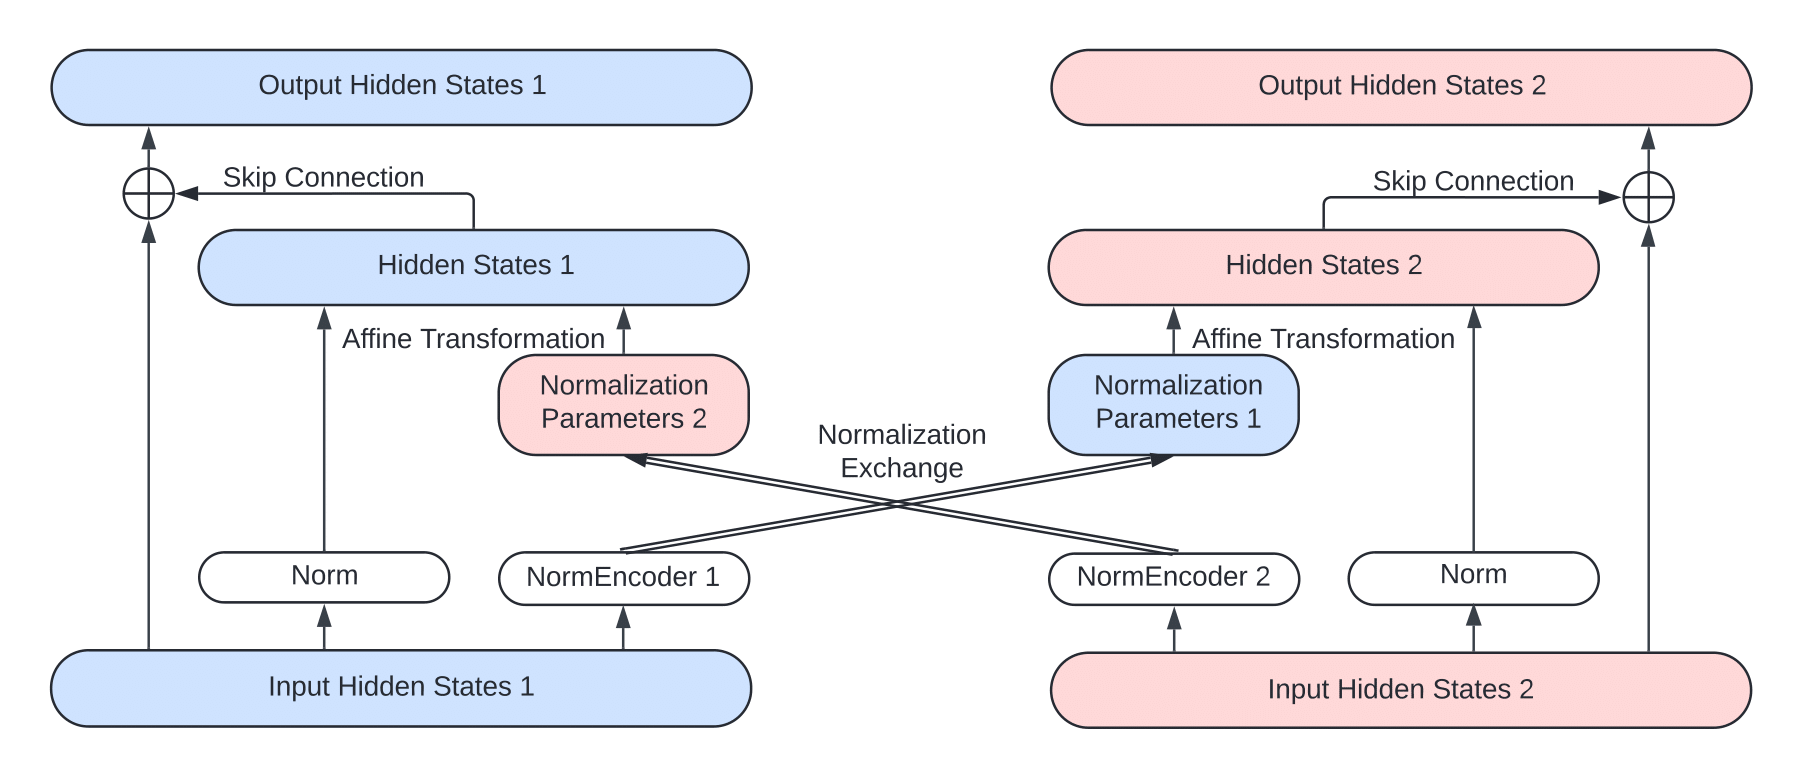 Output Hidden States 1
Output Hidden States 2
Skip Connection
Skip Connection
Hidden States 1
Hidden States 2
Affine Transformation
Affine Transformation
Normalization
Parameters 2
Normalization
Parameters 1
Normalization
Exchange
Norm
NormEncoder 1
NormEncoder 2
Norm
Input Hidden States 1
Input Hidden States 2